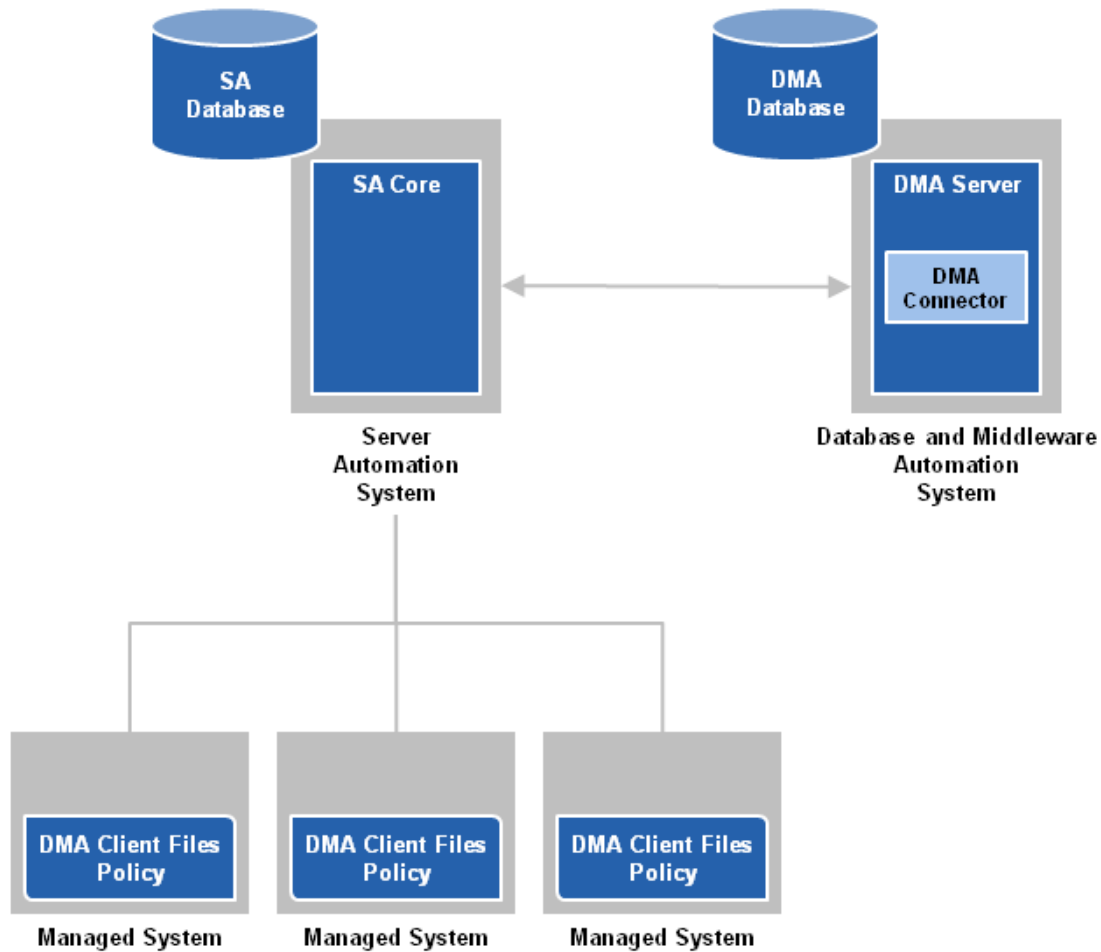 SA
Database
DMA
Database
SA Core
DMA Server
DMA
Connector
Server
Automation
System
Database and Middleware
Automation
System
DMA Client Files
Policy
DMA Client Files
Policy
DMA Client Files
Policy
Managed System
Managed System
Managed System